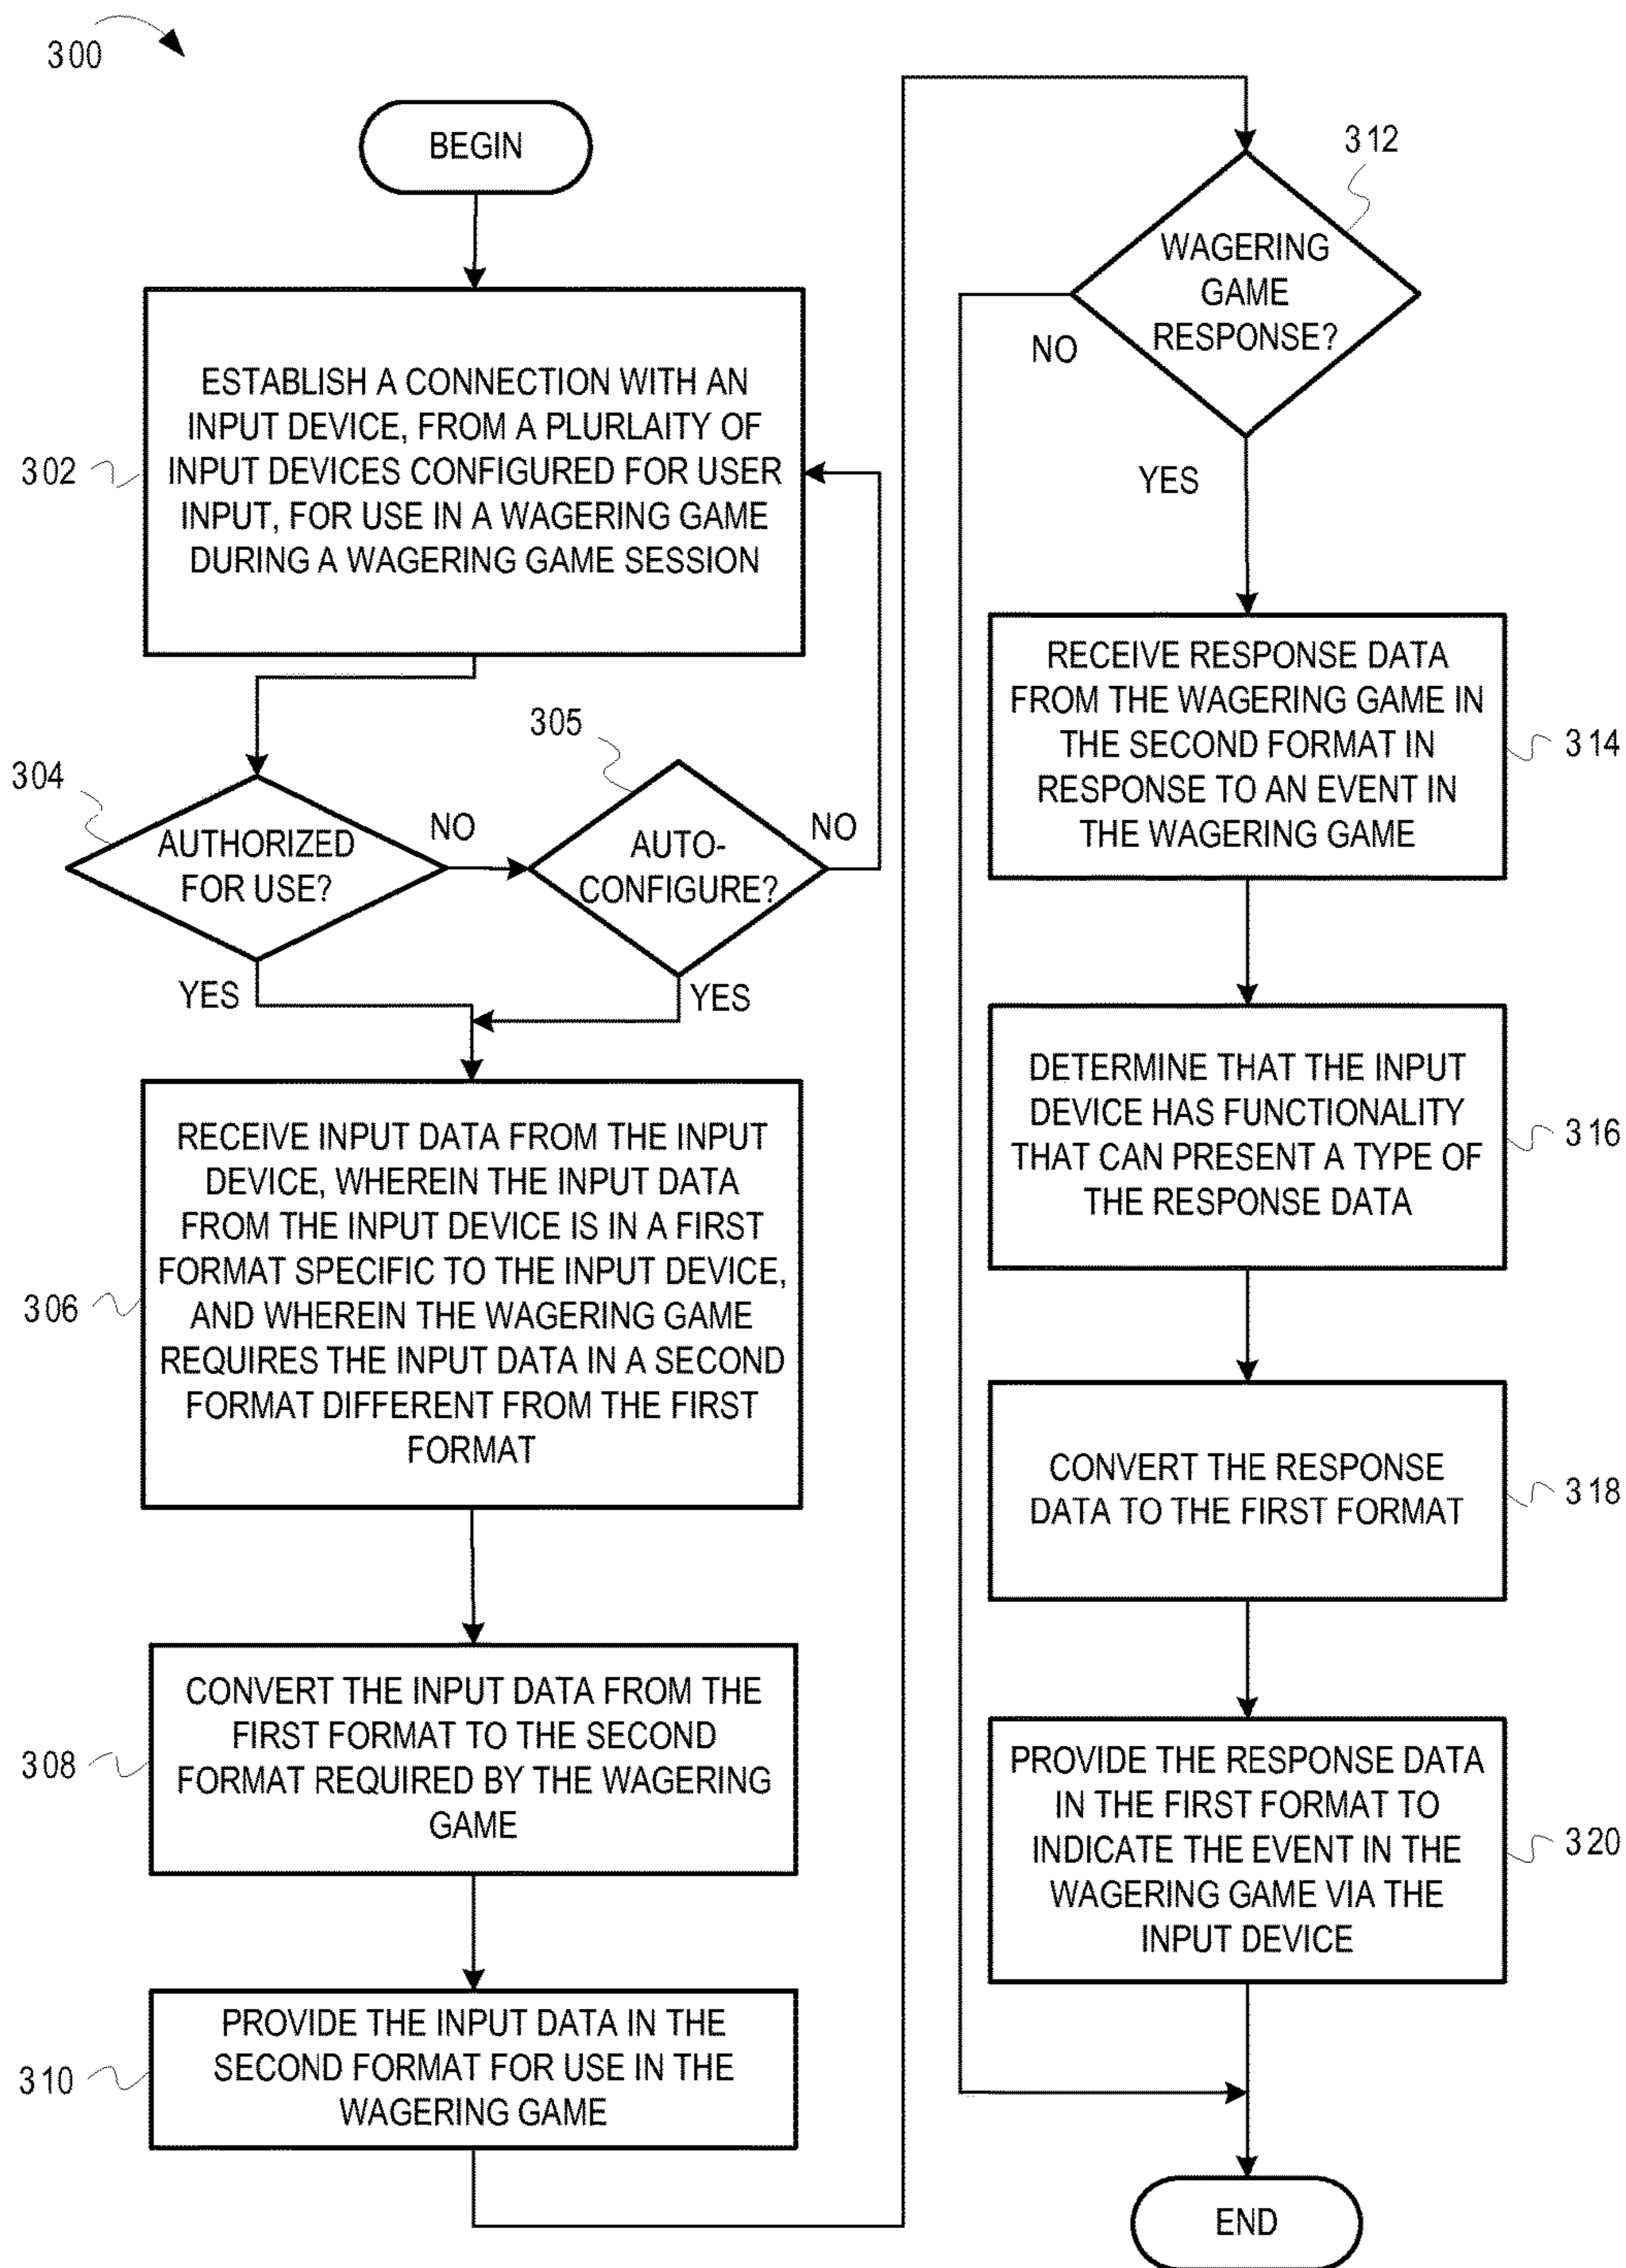 300
BEGIN
302
ESTABLISH A CONNECTION WITH AN
INPUT DEVICE, FROM A PLURLAITY OF
INPUT DEVICES CONFIGURED FOR USER
INPUT, FOR USE IN A WAGERING GAME
DURING A WAGERING GAME SESSION
304
AUTHORIZED
FOR USE?
NO
YES
305
AUTO-
CONFIGURE?
NO
YES
306
RECEIVE INPUT DATA FROM THE INPUT
DEVICE, WHEREIN THE INPUT DATA
FROM THE INPUT DEVICE IS IN A FIRST
FORMAT SPECIFIC TO THE INPUT DEVICE,
AND WHEREIN THE WAGERING GAME
REQUIRES THE INPUT DATA IN A SECOND
FORMAT DIFFERENT FROM THE FIRST
FORMAT
308
CONVERT THE INPUT DATA FROM THE
FIRST FORMAT TO THE SECOND
FORMAT REQUIRED BY THE WAGERING
GAME
310
PROVIDE THE INPUT DATA IN THE
SECOND FORMAT FOR USE IN THE
WAGERING GAME
312
WAGERING
GAME
RESPONSE?
NO
YES
RECEIVE RESPONSE DATA
FROM THE WAGERING GAME IN
THE SECOND FORMAT IN
RESPONSE TO AN EVENT IN
THE WAGERING GAME
314
DETERMINE THAT THE INPUT
DEVICE HAS FUNCTIONALITY
THAT CAN PRESENT A TYPE OF
THE RESPONSE DATA
316
CONVERT THE RESPONSE
DATA TO THE FIRST FORMAT
318
PROVIDE THE RESPONSE DATA
IN THE FIRST FORMAT TO
INDICATE THE EVENT IN THE
WAGERING GAME VIA THE
INPUT DEVICE
320
END